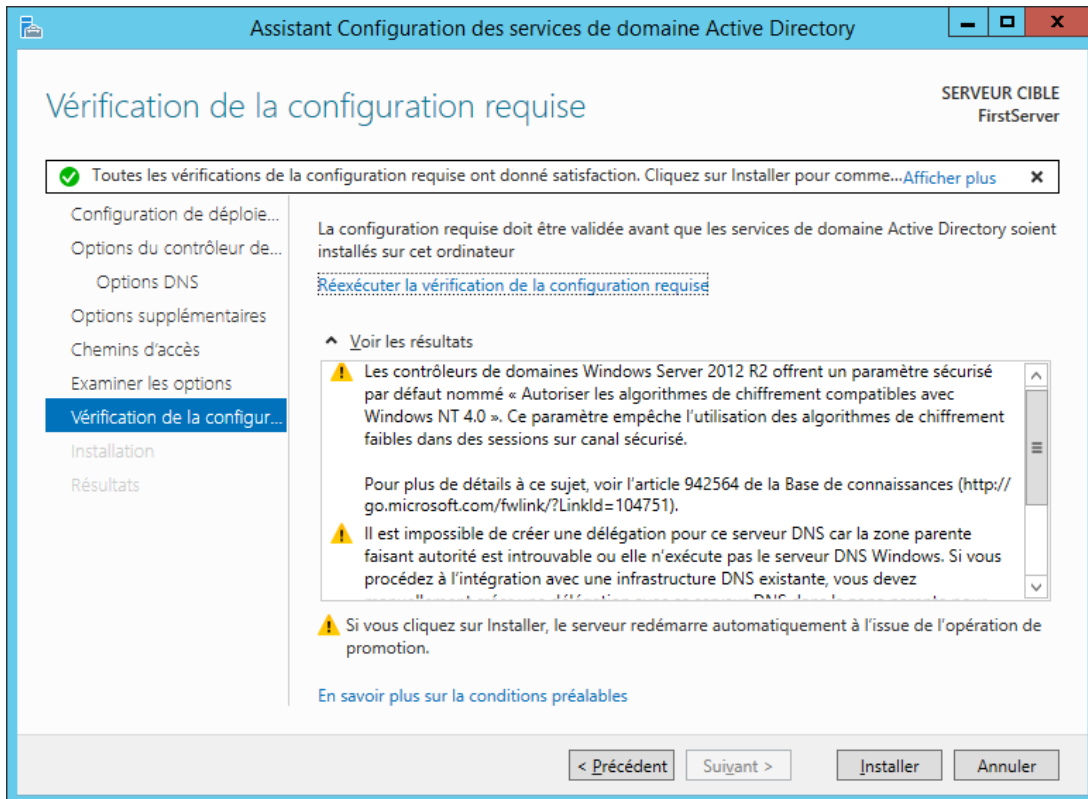 Assistant Configuration des services de domaine Active Directory
Vérification de la configuration requise
SERVEUR CIBLE
FirstServer
Toutes les vérifications de la configuration requise ont donné satisfaction. Cliquez sur Installer pour comme...Afficher plus
Configuration de déploie...
Options du contrôleur de...
Options DNS
Options supplémentaires
Chemins d'accès
Examiner les options
Vérification de la configur...
Installation
Résultats
La configuration requise doit être validée avant que les services de domaine Active Directory soient
installés sur cet ordinateur
Réexécuter la vérification de la configuration requise
Voir les résultats
Les contrôleurs de domaines Windows Server 2012 R2 offrent un paramètre sécurisé
par défaut nommé « Autoriser les algorithmes de chiffrement compatibles avec
Windows NT 4.0 ». Ce paramètre empêche l'utilisation des algorithmes de chiffrement
faibles dans des sessions sur canal sécurisé.
Pour plus de détails à ce sujet, voir l'article 942564 de la Base de connaissances (http://
go.microsoft.com/fwlink/?LinkId=104751).
Il est impossible de créer une délégation pour ce serveur DNS car la zone parente
faisant autorité est introuvable ou elle n'exécute pas le serveur DNS Windows. Si vous
procédez à l'intégration avec une infrastructure DNS existante, vous devez
Si vous cliquez sur Installer, le serveur redémarre automatiquement à l'issue de l'opération de
promotion.
En savoir plus sur la conditions préalables
< Précédent
Suivant >
Installer
Annuler